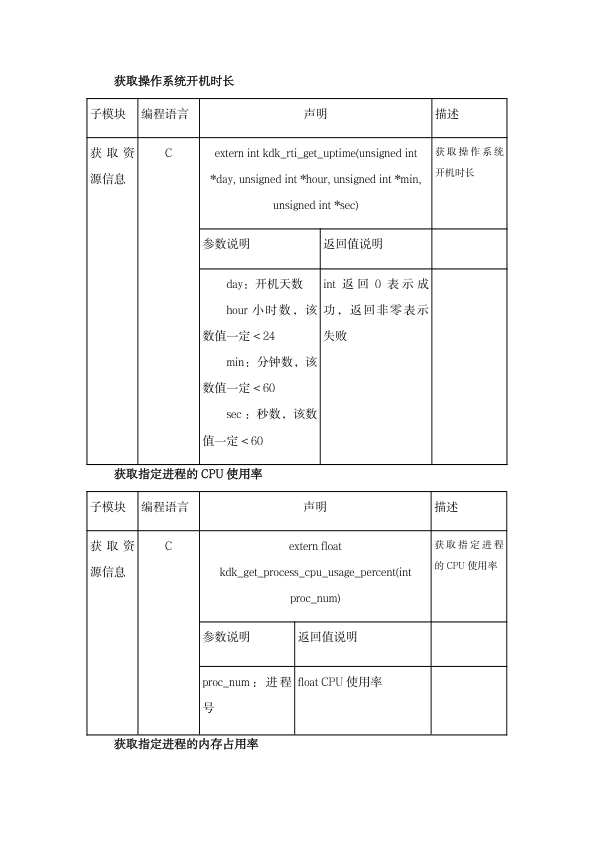 获取操作系统开机时长
子模块 编程语言 声明 描述
获取资 C extern int kdk_rti_get_uptime(unsigned int 获取操作系统
源信息 *day, unsigned int *hour, unsigned int *min, 开机时长
unsigned int *sec)
参数说明 返回值说明
day：开机天数 int 返回 0 表示成
hour 小时数，该 功，返回非零表示
数值一定＜24 失败
min：分钟数，该
数值一定＜60
sec：秒数，该数
值一定＜60
获取指定进程的 CPU 使用率
子模块 编程语言 声明 描述
获取资 C extern float 获取指定进程
源信息 kdk_get_process_cpu_usage_percent(int 的 CPU 使用率
proc_num)
参数说明 返回值说明
proc_num：进程 float CPU 使用率
号
获取指定进程的内存占用率